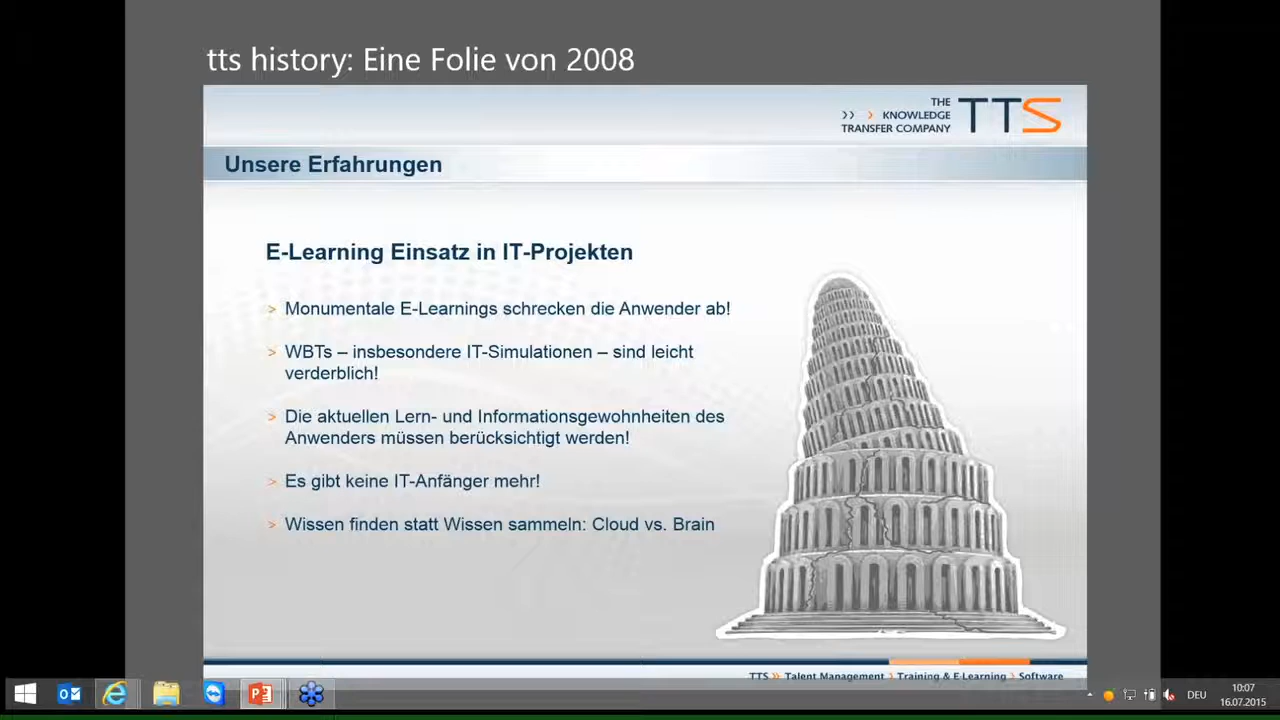 tts history: Eine Folie von 2008
THE
›› › KNOWLEDGE
TRANSFER COMPANY
TTS
Unsere Erfahrungen
E-Learning Einsatz in IT-Projekten
> Monumentale E-Learnings schrecken die Anwender ab!
> WBTs – insbesondere IT-Simulationen – sind leicht
verderblich!
> Die aktuellen Lern- und Informationsgewohnheiten des
Anwenders müssen berücksichtigt werden!
> Es gibt keine IT-Anfänger mehr!
> Wissen finden statt Wissen sammeln: Cloud vs. Brain
TTS ›› Talent Management › Training & E-Learning › Software
DEU
10:07
16.07.2015